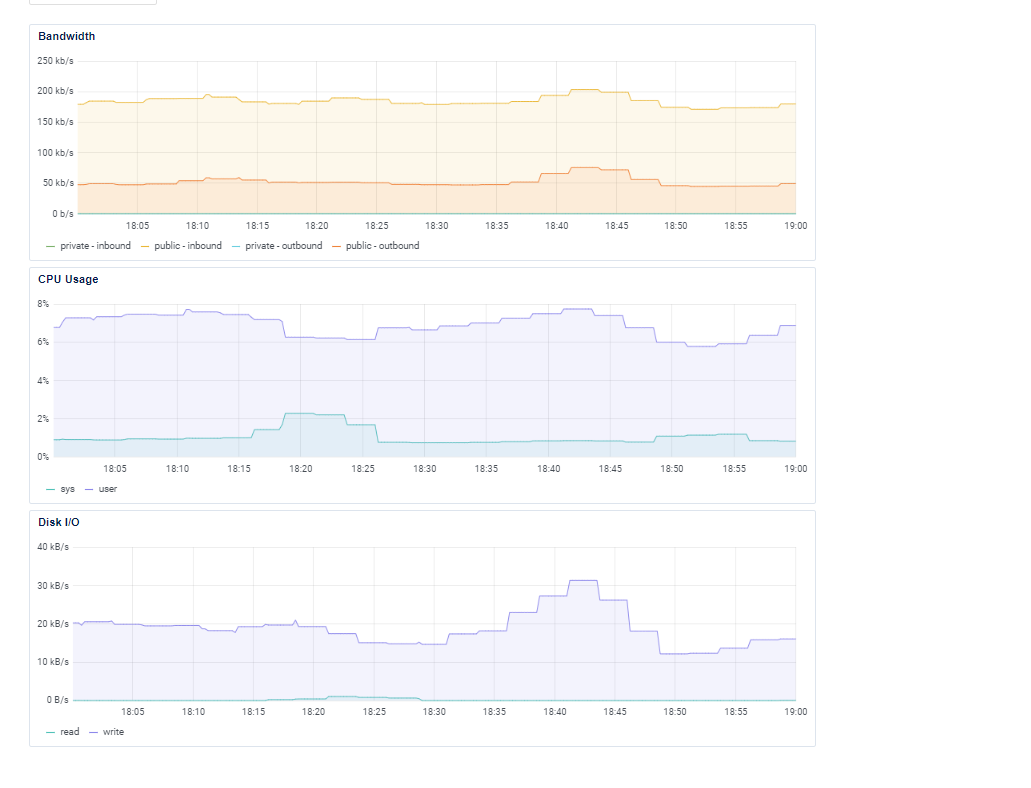 Bandwidth
250 kb/s
200 kb/s
150 kb/s
100 kb/s
50 kb/s
0 b/s
18:05 18:10 18:15 18:20 18:25 18:30 18:35 18:40 18:45 18:50 18:55 19:00
private - inbound public - inbound private - outbound public - outbound
CPU Usage
8%
6%
4%
2%
0%
18:05 18:10 18:15 18:20 18:25 18:30 18:35 18:40 18:45 18:50 18:55 19:00
sys user
Disk I/O
40 kB/s
30 kB/s
20 kB/s
10 kB/s
0 B/s
18:05 18:10 18:15 18:20 18:25 18:30 18:35 18:40 18:45 18:50 18:55 19:00
read write